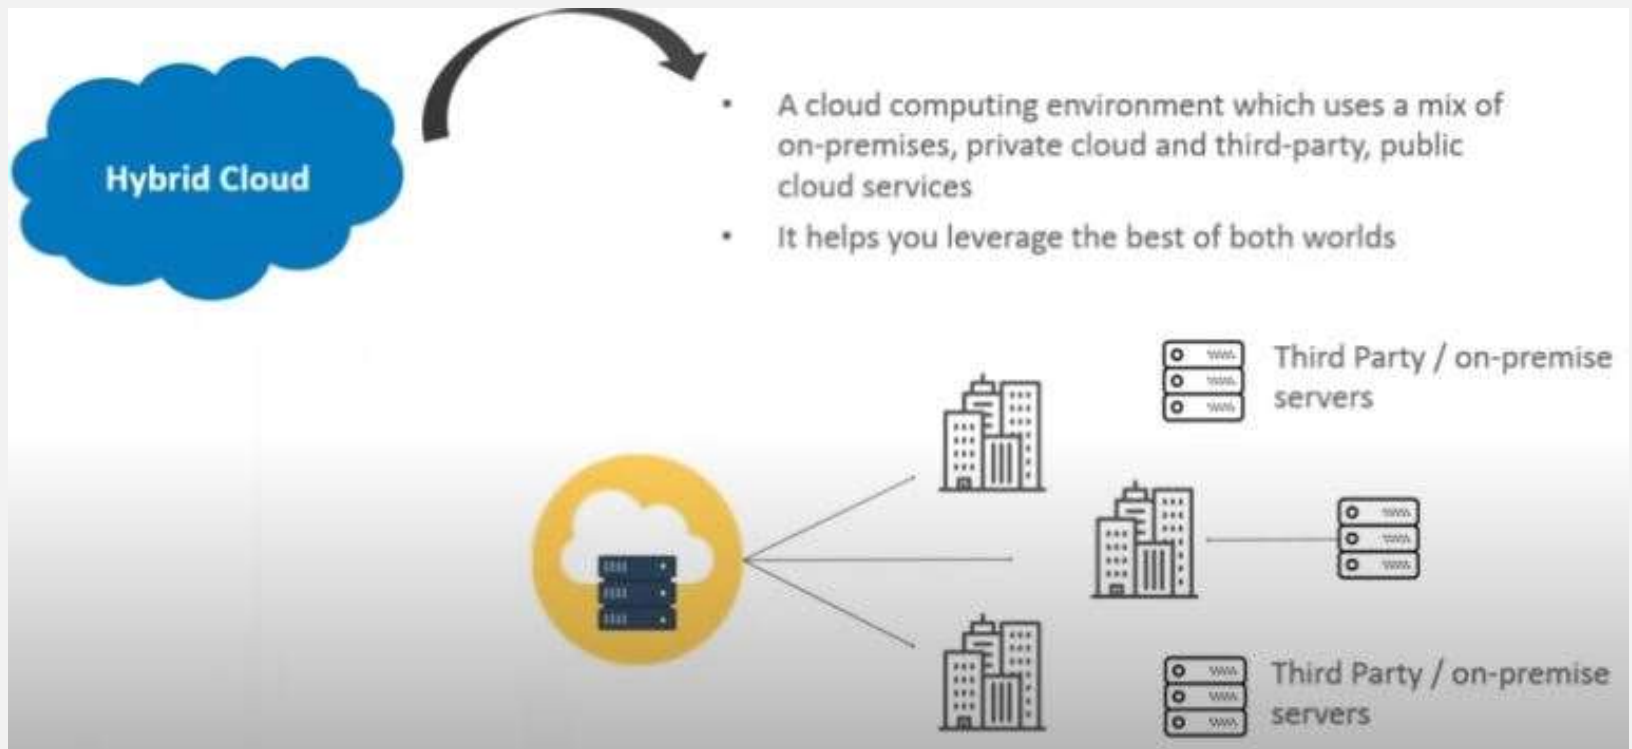 Hybrid Cloud
• A cloud computing environment which uses a mix of
on-premises, private cloud and third-party, public
cloud services
• It helps you leverage the best of both worlds
Third Party / on-premise
servers
Third Party / on-premise
servers